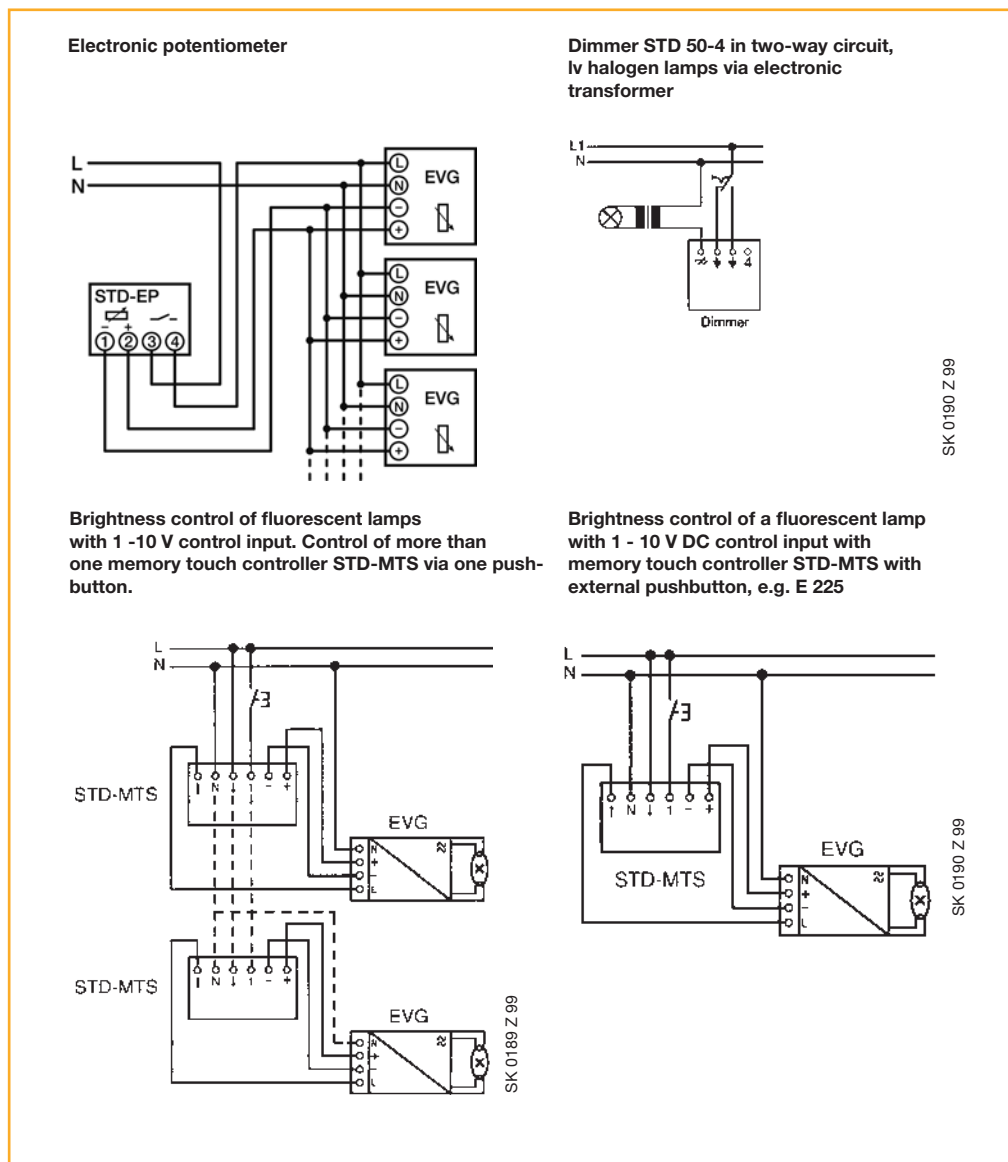 Electronic potentiometer
L
N
STD-EP
- +
1 2 3 4
L
N
-
+
EVG
L
N
-
+
EVG
L
N
-
+
EVG
Dimmer STD 50-4 in two-way circuit,
lv halogen lamps via electronic
transformer
L1
N
4
Dimmer
SK 0190 Z 99
Brightness control of fluorescent lamps
with 1 -10 V control input. Control of more than
one memory touch controller STD-MTS via one push-
button.
L
N
STD-MTS
N ↓ 1 - +
EVG
N
+
-
L
STD-MTS
N ↓ 1 - +
EVG
N
+
-
L
SK 0189 Z 99
Brightness control of a fluorescent lamp
with 1 - 10 V DC control input with
memory touch controller STD-MTS with
external pushbutton, e.g. E 225
L
N
↑ N ↓ 1 - +
STD-MTS
EVG
N
+
-
L
SK 0190 Z 99